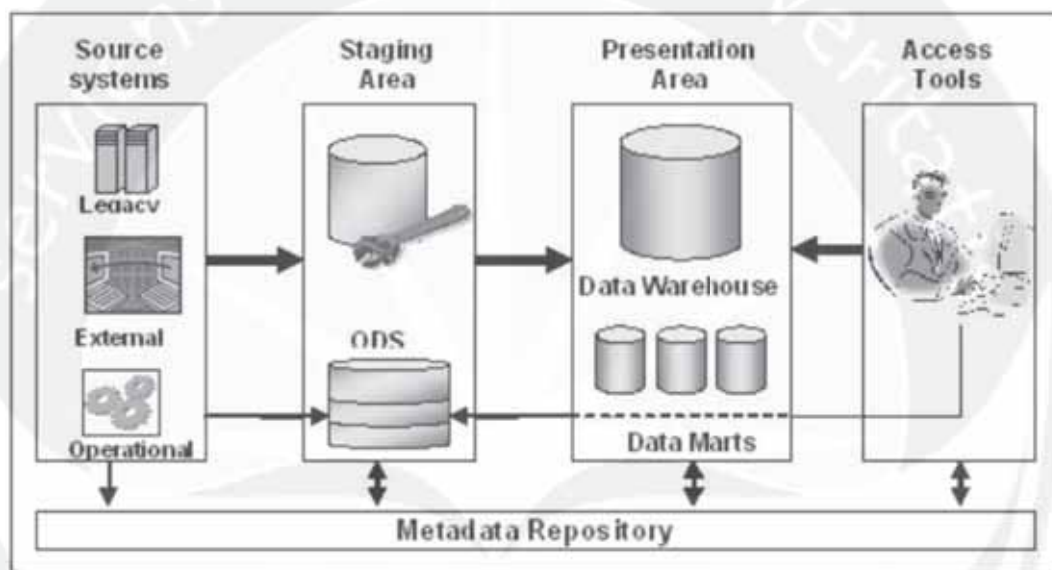 Source
systems
Staging
Area
Presentation
Area
Access
Tools
Legacy
External
Operational
ODS
Data Warehouse
Data Marts
Metadata Repository